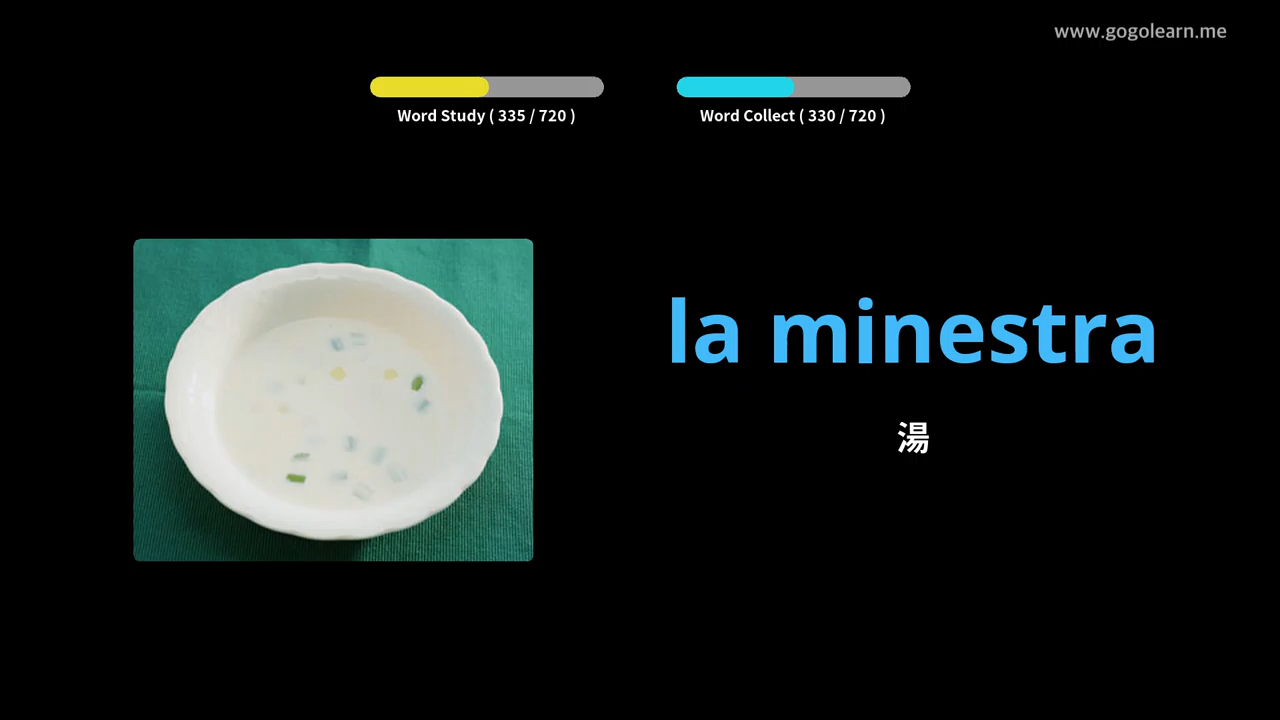 www.gogolearn.me
Word Study ( 335 / 720 )
Word Collect ( 330 / 720 )
la minestra
湯